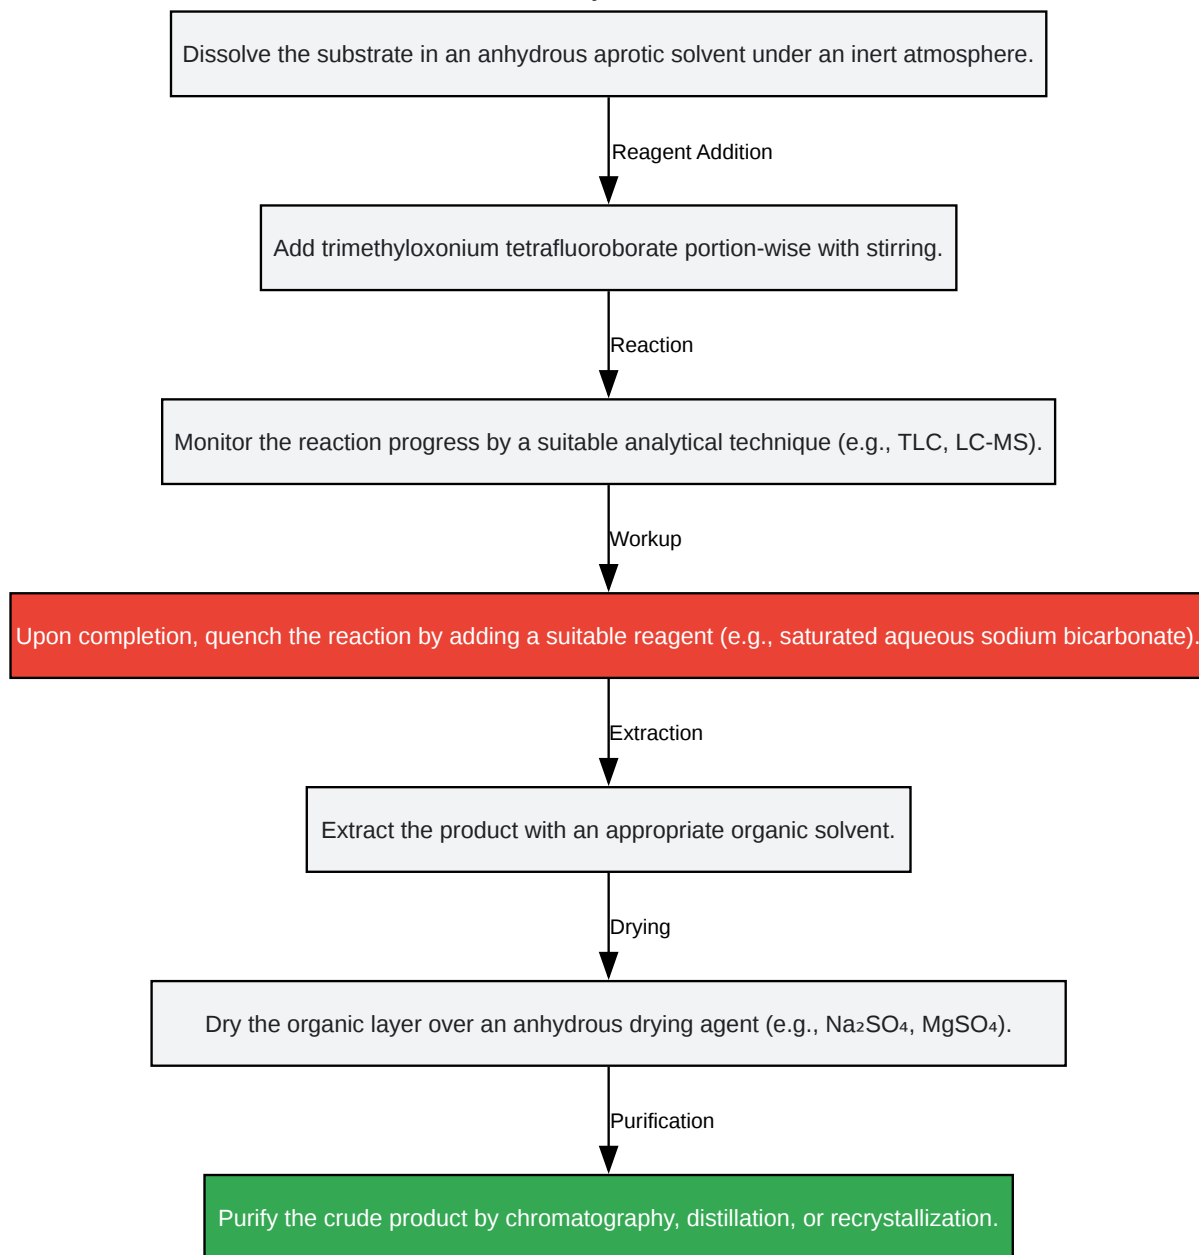 Dissolve the substrate in an anhydrous aprotic solvent under an inert atmosphere.
Reagent Addition
Add trimethyloxonium tetrafluoroborate portion-wise with stirring.
Reaction
Monitor the reaction progress by a suitable analytical technique (e.g., TLC, LC-MS).
Workup
Upon completion, quench the reaction by adding a suitable reagent (e.g., saturated aqueous sodium bicarbonate).
Extraction
Extract the product with an appropriate organic solvent.
Drying
Dry the organic layer over an anhydrous drying agent (e.g., Na₂SO₄, MgSO₄).
Purification
Purify the crude product by chromatography, distillation, or recrystallization.